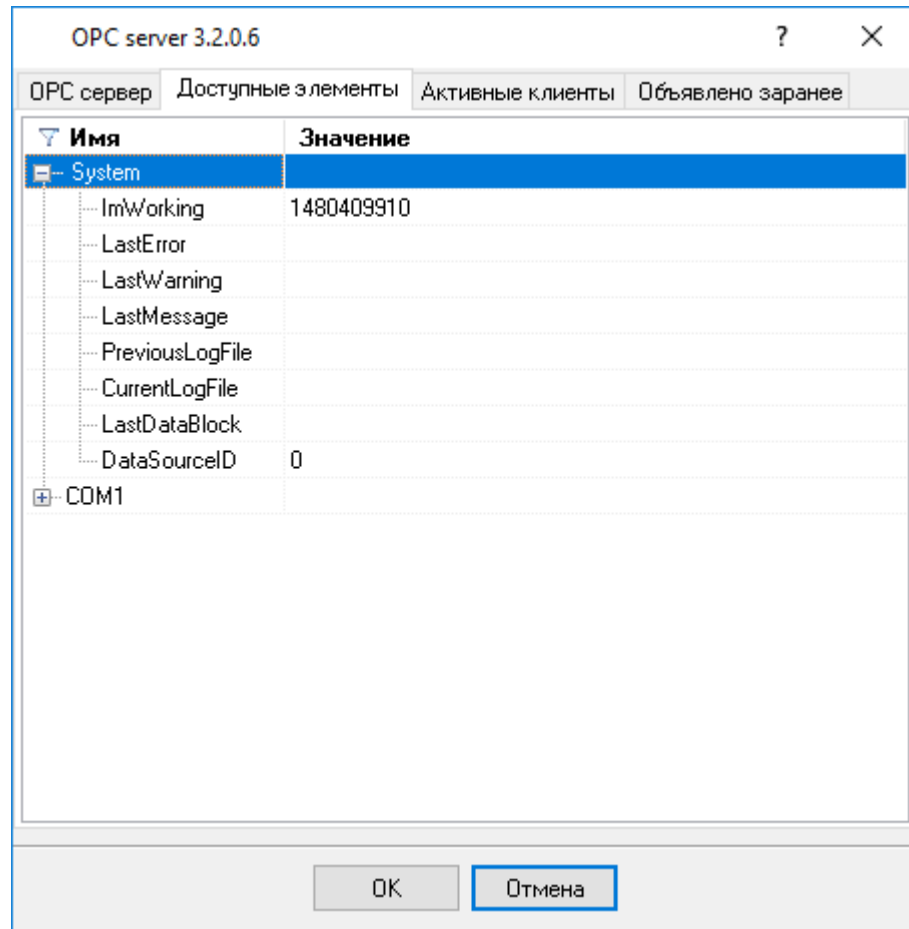 OPC server 3.2.0.6 ?
OPC сервер Доступные элементы Активные клиенты Объявлено заранее
Имя Значение
System
ImWorking 1480409910
LastError
LastWarning
LastMessage
PreviousLogFile
CurrentLogFile
LastDataBlock
DataSourceID 0
COM1
OK Отмена